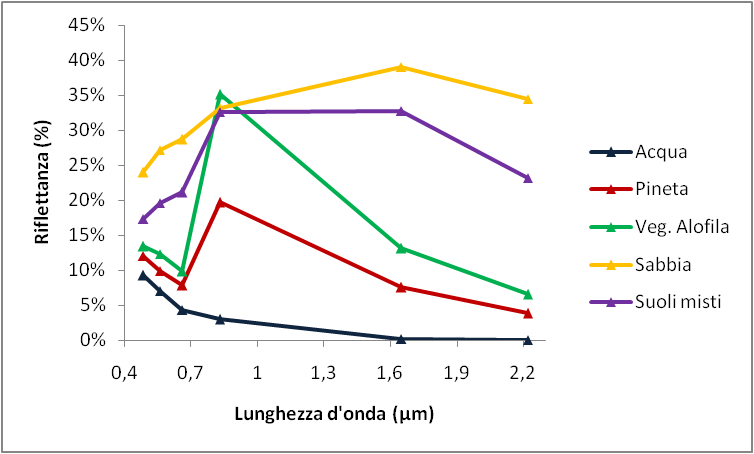 45%
40%
35%
30%
25%
20%
15%
10%
5%
0%
Riflettanza (%)
0,4 0,7 1 1,3 1,6 1,9 2,2
Lunghezza d'onda (µm)
Acqua
Pineta
Veg. Alofila
Sabbia
Suoli misti